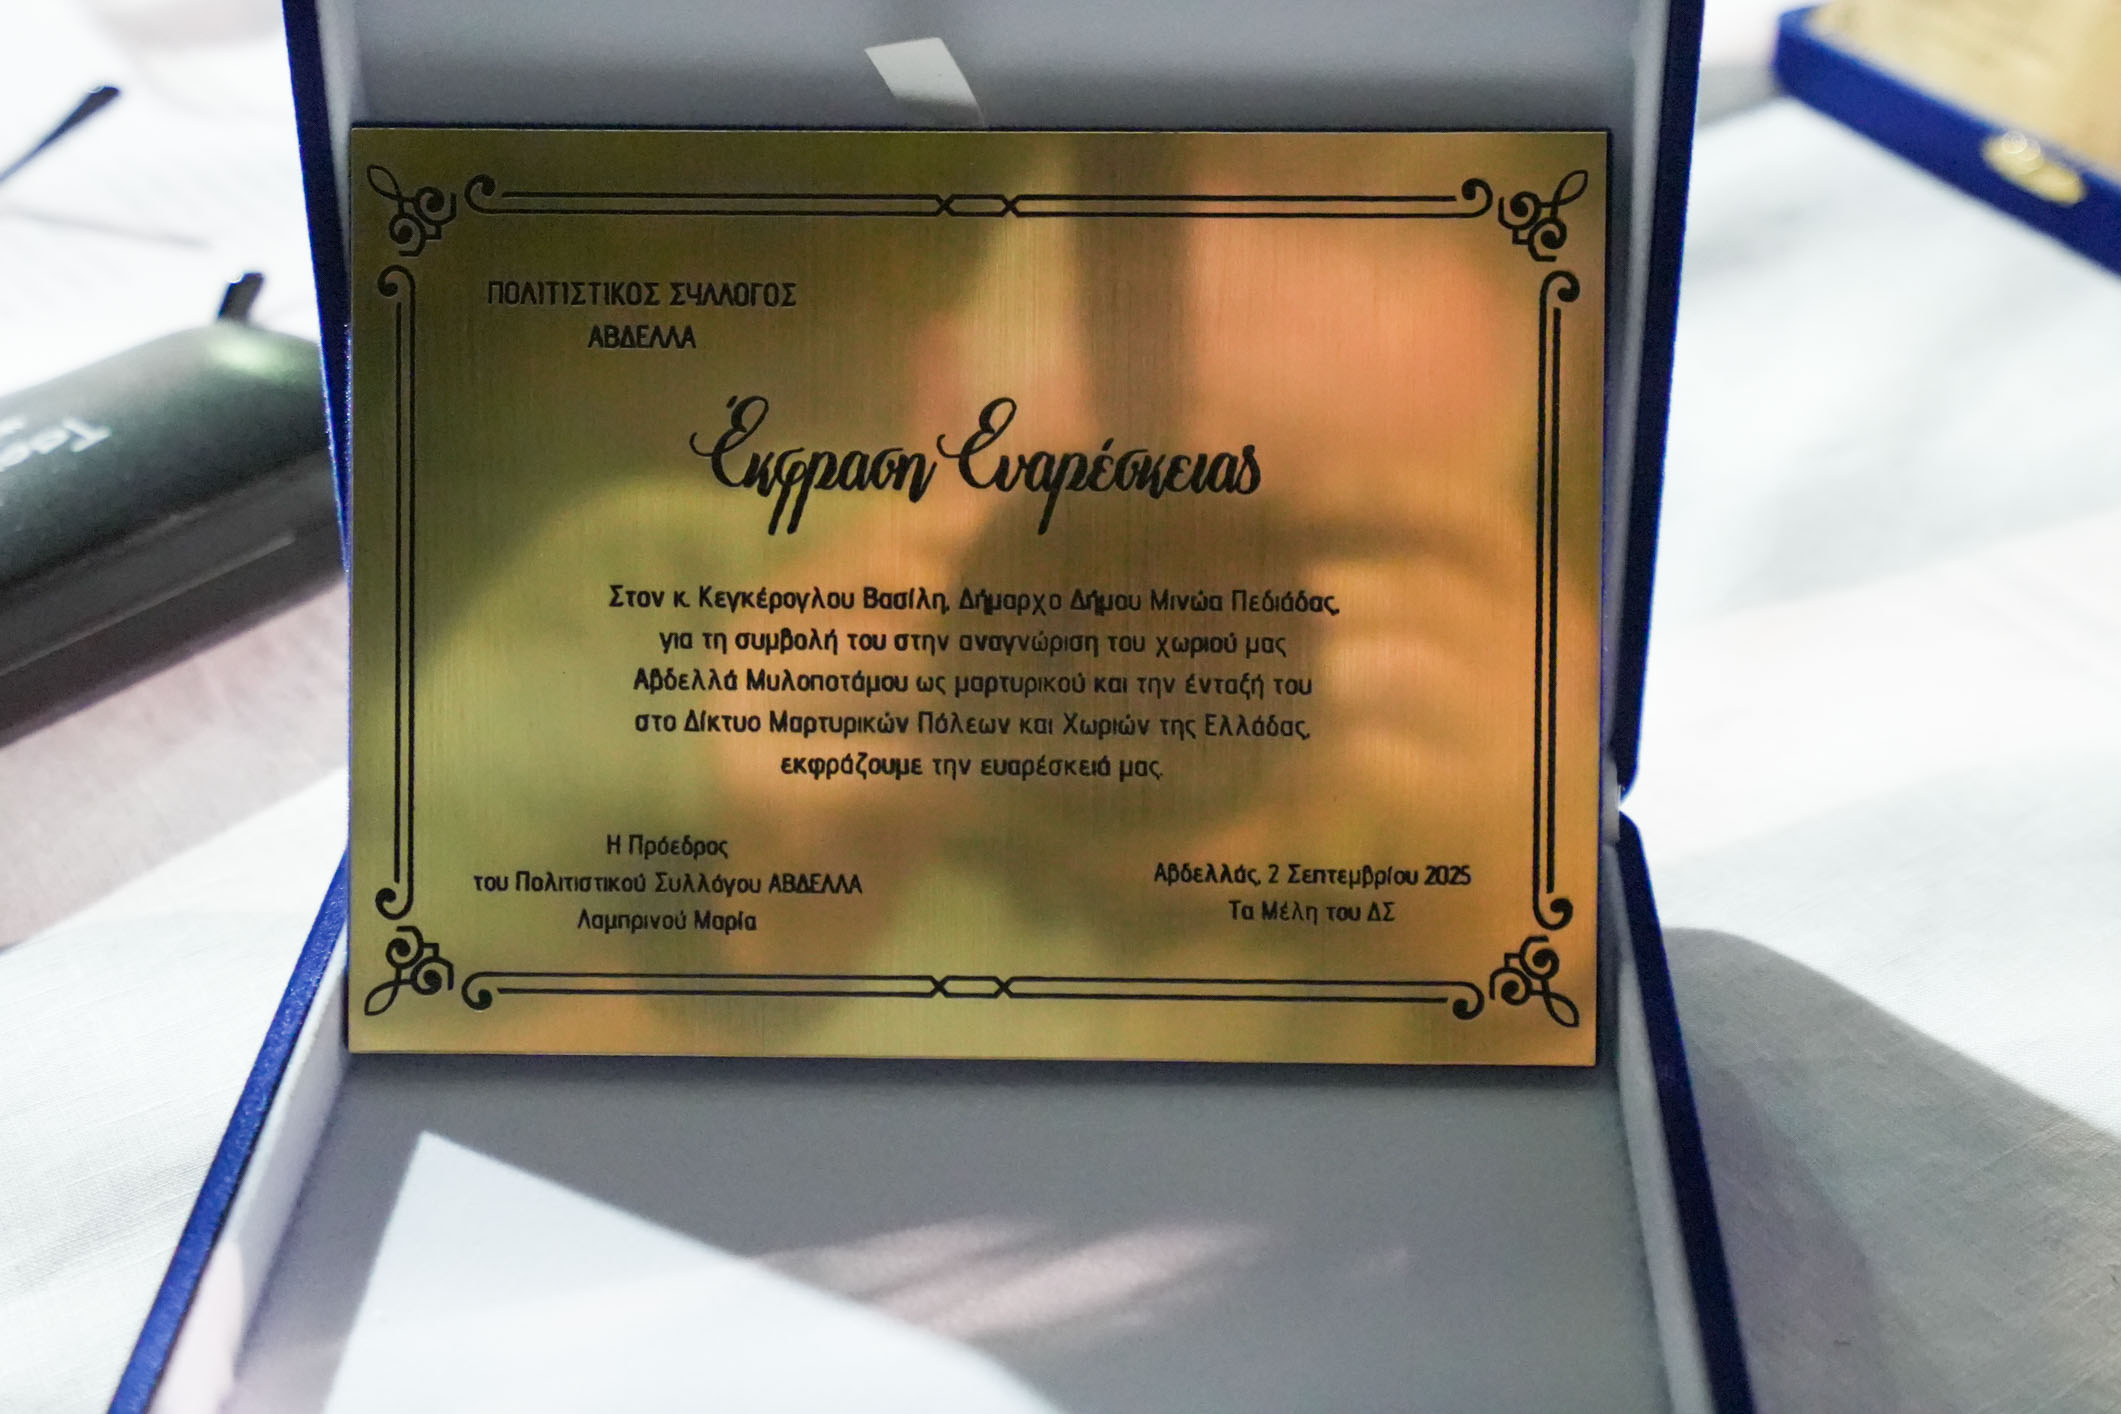 ΠΟΛΙΤΙΣΤΙΚΟΣ ΣΥΛΛΟΓΟΣ
ΑΒΔΕΛΛΑ
Έκφραση Ευαρέσκειας
Στον κ. Κεγκέρογλου Βασίλη, Δήμαρχο Δήμου Μινώα Πεδιάδας,
για τη συμβολή του στην αναγνώριση του χωριού μας
Αβδελλά Μυλοποτάμου ως μαρτυρικού και την ένταξή του
στο Δίκτυο Μαρτυρικών Πόλεων και Χωριών της Ελλάδας,
εκφράζουμε την ευαρέσκειά μας.
Η Πρόεδρος
του Πολιτιστικού Συλλόγου ΑΒΔΕΛΛΑ
Λαμπρινού Μαρία
Αβδελλάς, 2 Σεπτεμβρίου 2025
Τα Μέλη του ΔΣ